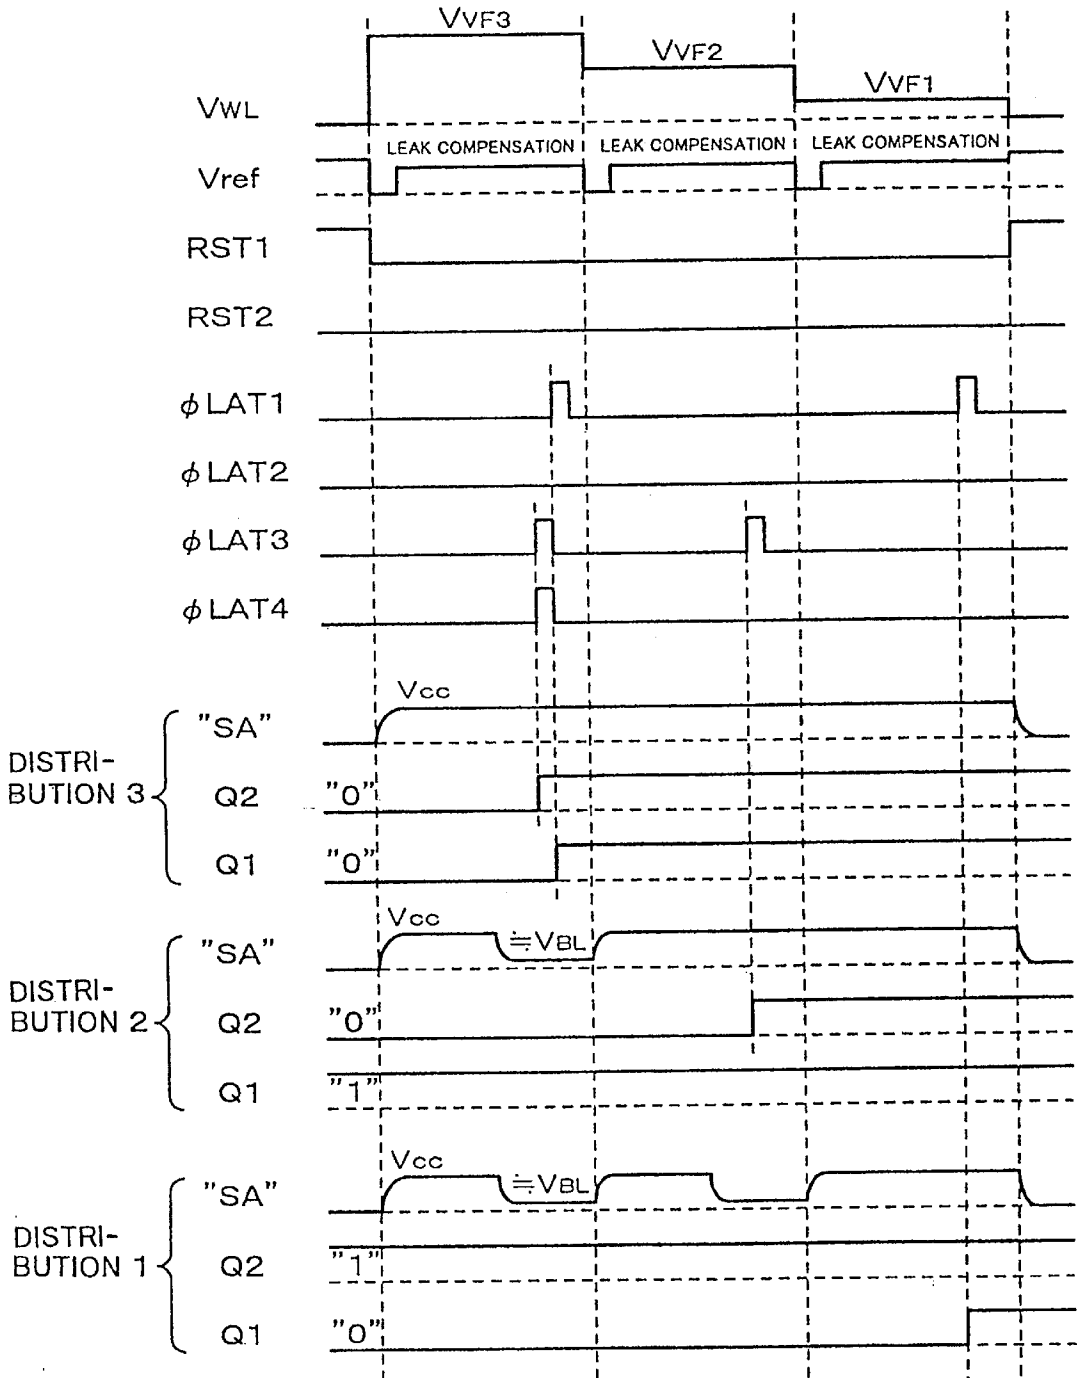 VVF3
VVF2
VVF1
VWL
LEAK COMPENSATION LEAK COMPENSATION LEAK COMPENSATION
Vref
RST1
RST2
φLAT1
φLAT2
φLAT3
φLAT4
Vcc
"SA"
DISTRI-
BUTION 3
Q2 "0"
Q1 "0"
Vcc
"SA" ≒VBL
DISTRI-
BUTION 2
Q2 "0"
Q1 "1"
Vcc
"SA" ≒VBL
DISTRI-
BUTION 1
Q2 "1"
Q1 "0"